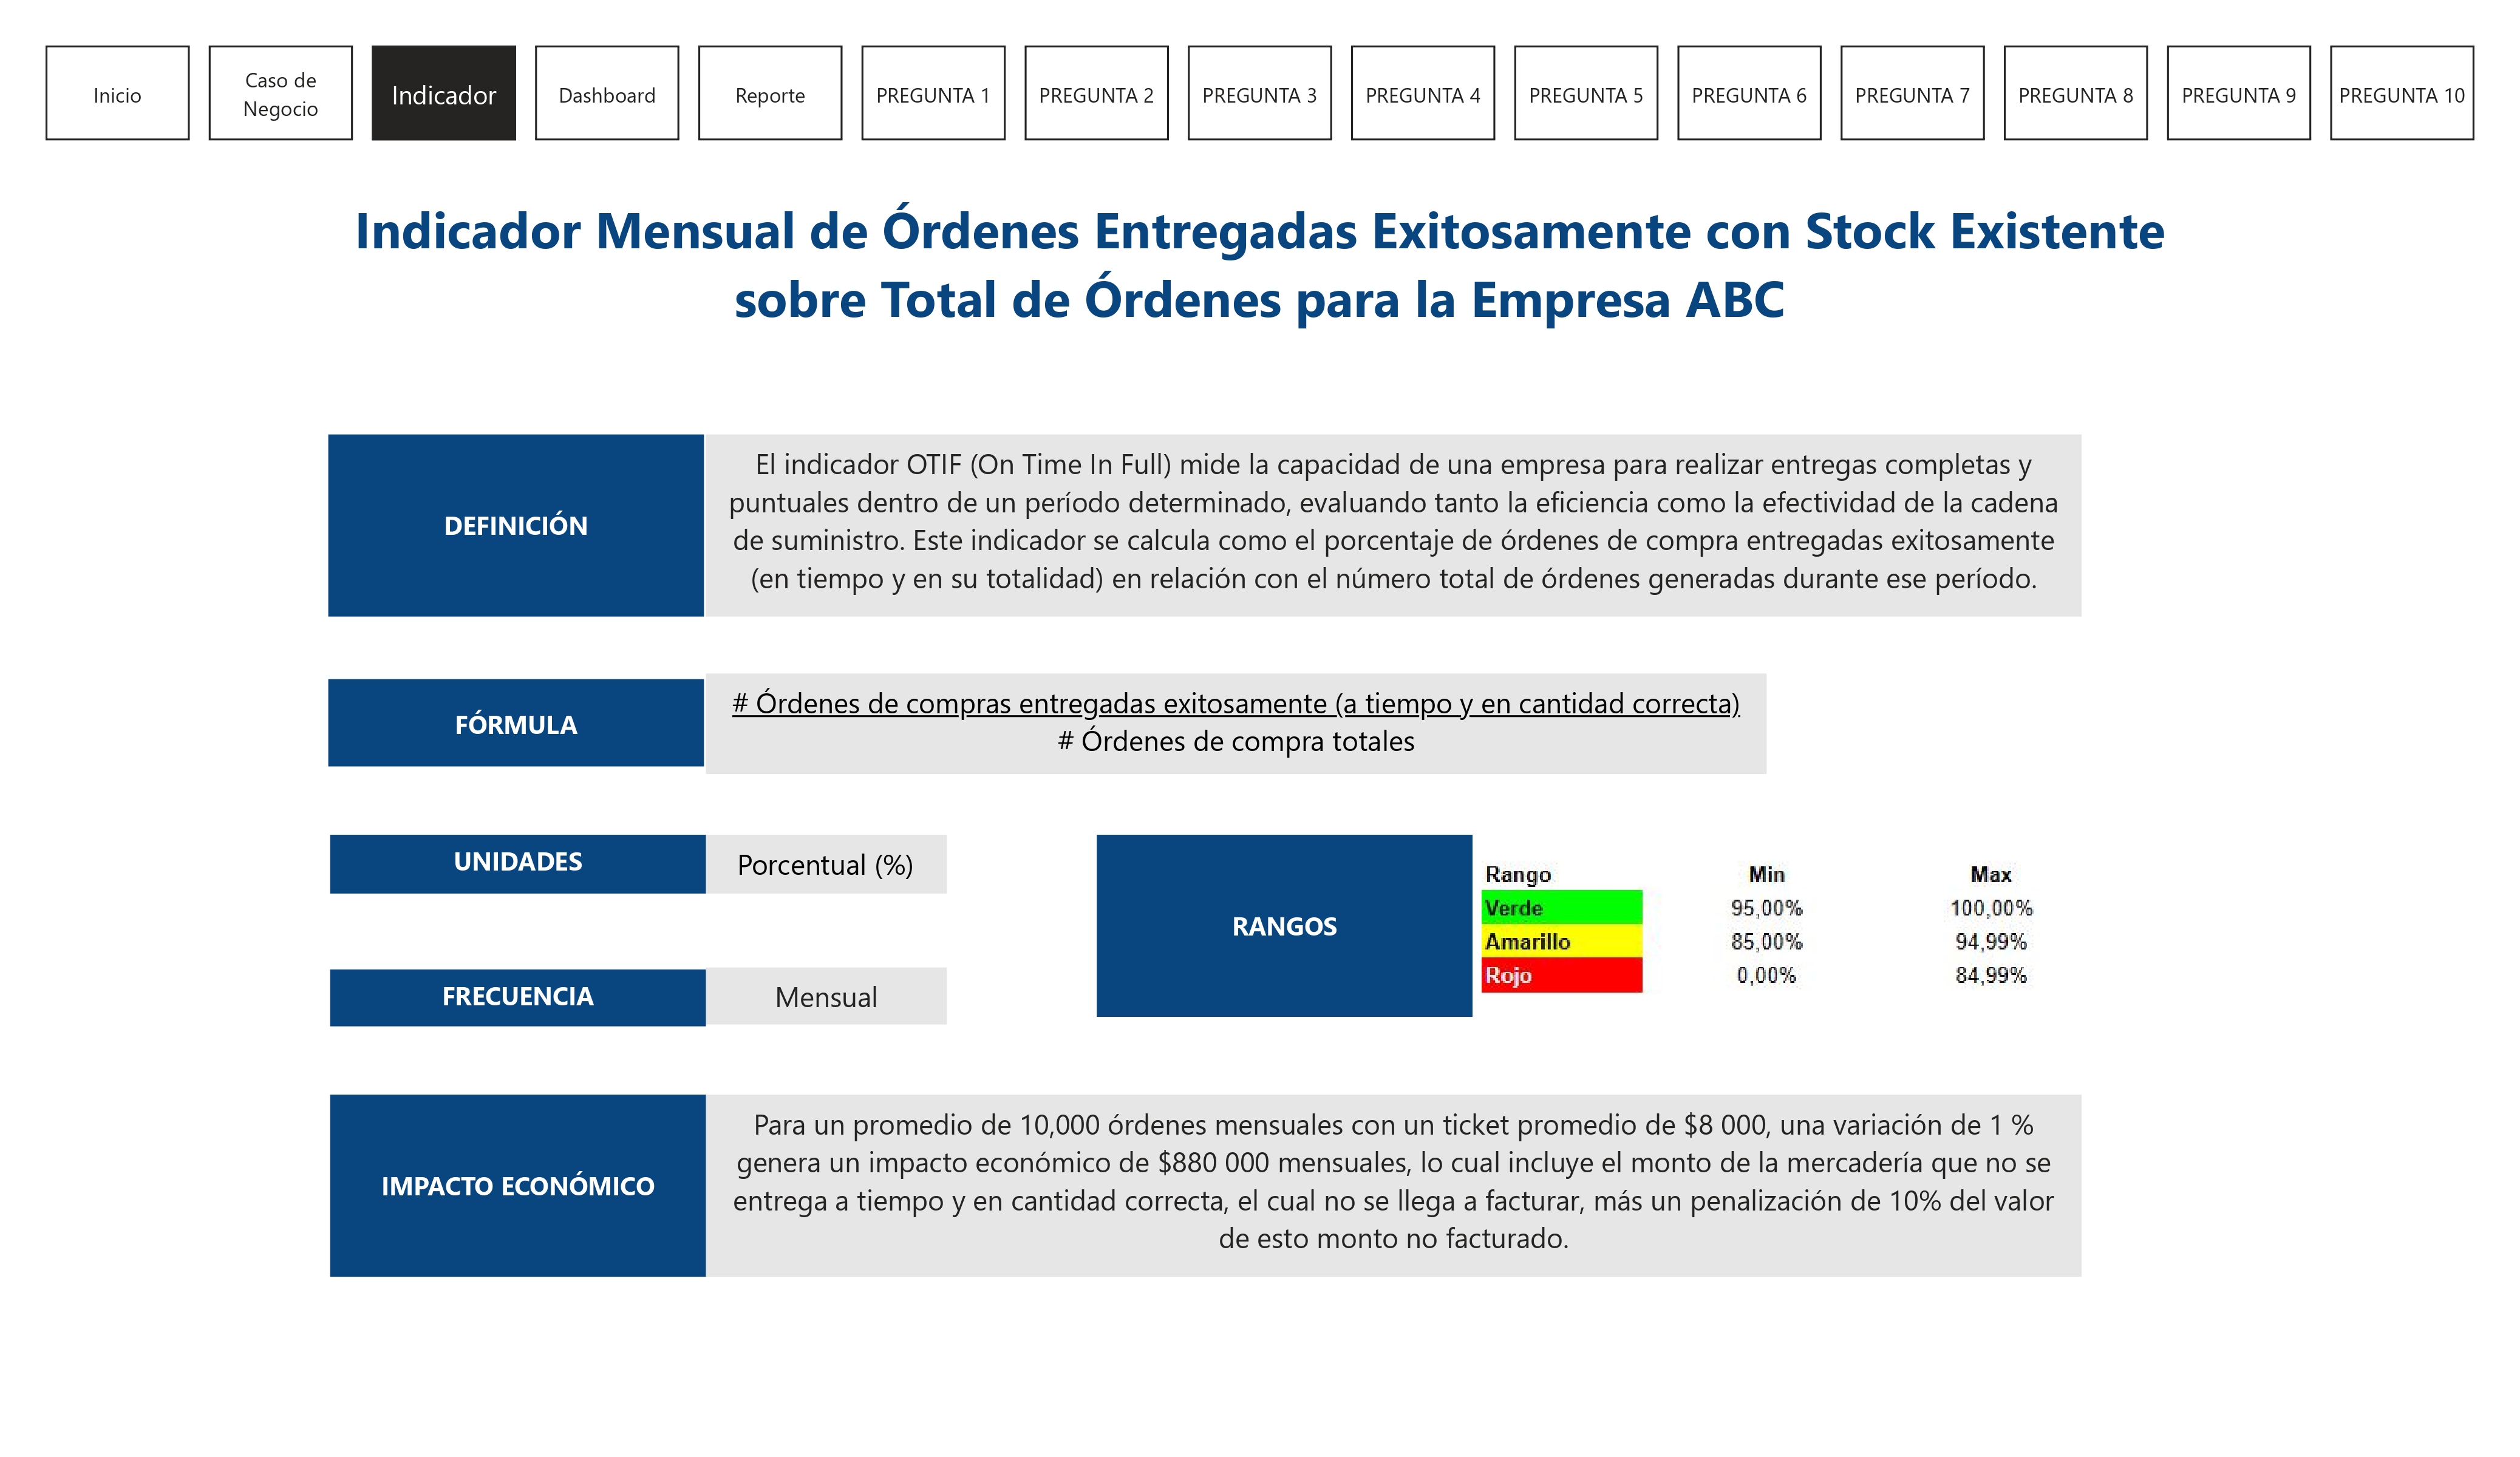 Inicio
Caso de
Negocio
Indicador
Dashboard
Reporte
PREGUNTA 1
PREGUNTA 2
PREGUNTA 3
PREGUNTA 4
PREGUNTA 5
PREGUNTA 6
PREGUNTA 7
PREGUNTA 8
PREGUNTA 9
PREGUNTA 10
Indicador Mensual de Órdenes Entregadas Exitosamente con Stock Existente
sobre Total de Órdenes para la Empresa ABC
DEFINICIÓN
El indicador OTIF (On Time In Full) mide la capacidad de una empresa para realizar entregas completas y
puntuales dentro de un período determinado, evaluando tanto la eficiencia como la efectividad de la cadena
de suministro. Este indicador se calcula como el porcentaje de órdenes de compra entregadas exitosamente
(en tiempo y en su totalidad) en relación con el número total de órdenes generadas durante ese período.
FÓRMULA
# Órdenes de compras entregadas exitosamente (a tiempo y en cantidad correcta)
# Órdenes de compra totales
UNIDADES
Porcentual (%)
FRECUENCIA
Mensual
RANGOS
Rango Min Max
Verde 95,00% 100,00%
Amarillo 85,00% 94,99%
Rojo 0,00% 84,99%
IMPACTO ECONÓMICO
Para un promedio de 10,000 órdenes mensuales con un ticket promedio de $8 000, una variación de 1 %
genera un impacto económico de $880 000 mensuales, lo cual incluye el monto de la mercadería que no se
entrega a tiempo y en cantidad correcta, el cual no se llega a facturar, más un penalización de 10% del valor
de esto monto no facturado.